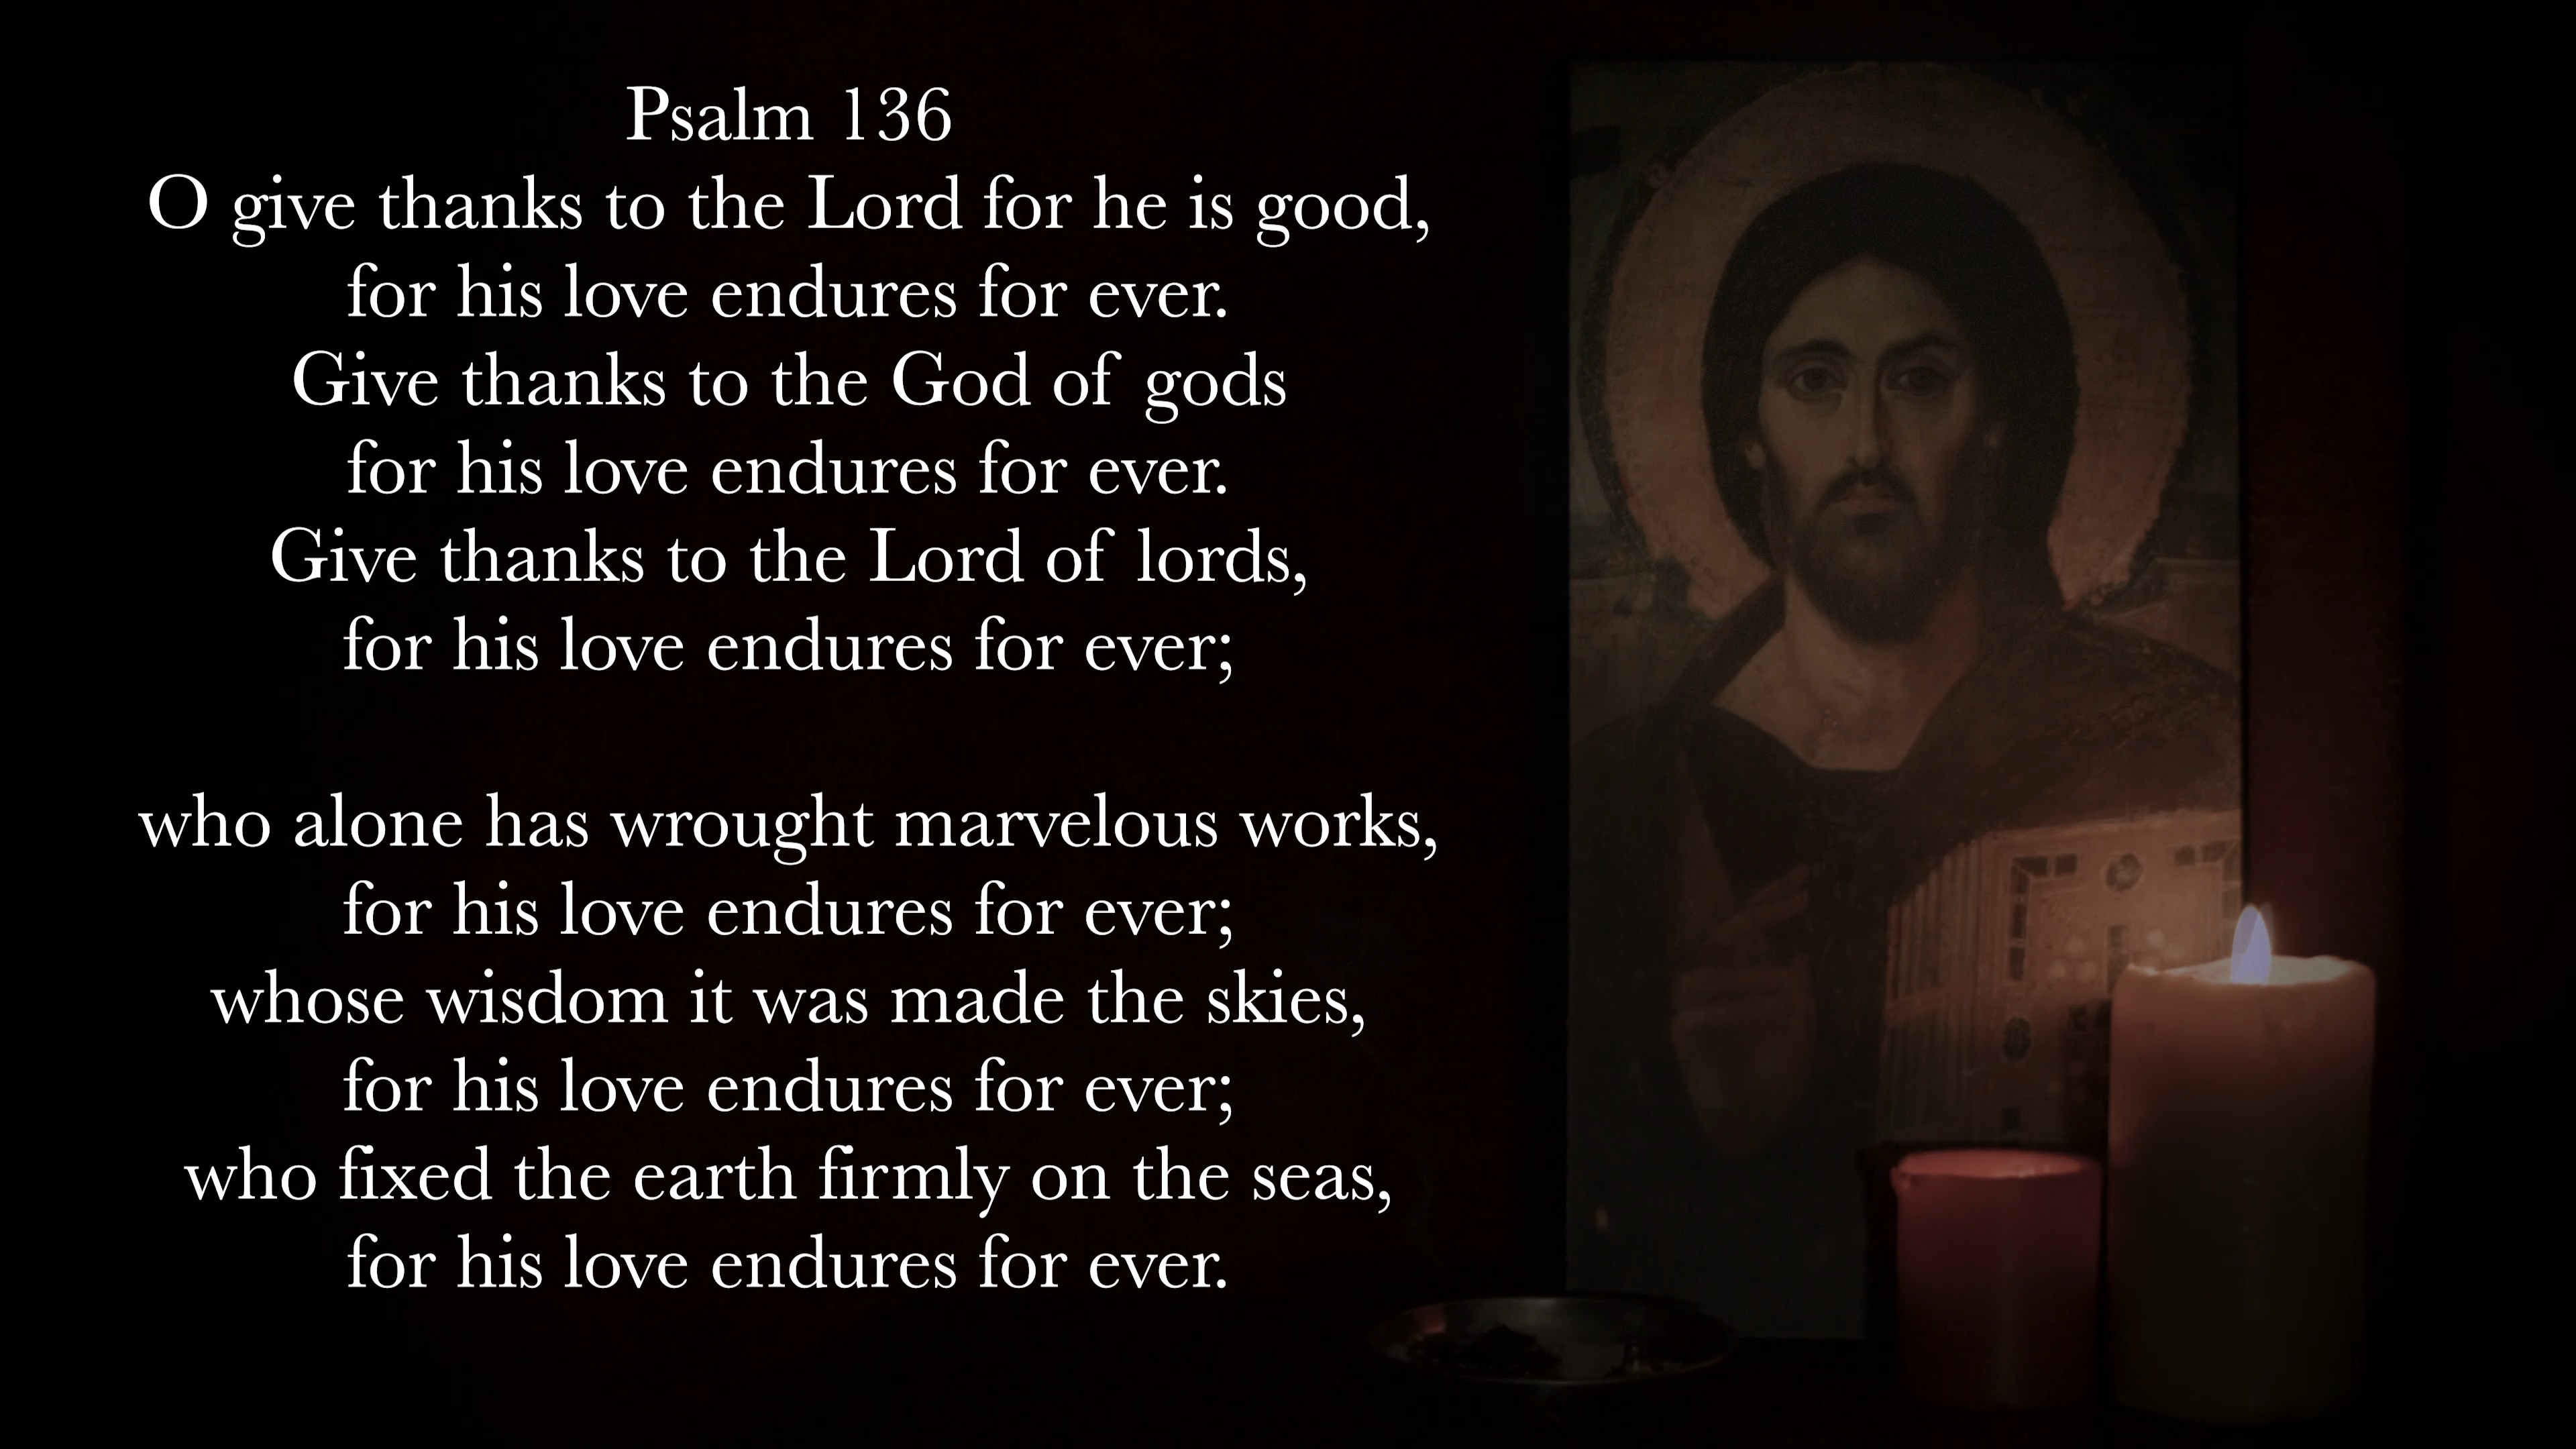 Psalm 136
O give thanks to the Lord for he is good,
for his love endures for ever.
Give thanks to the God of gods
for his love endures for ever.
Give thanks to the Lord of lords,
for his love endures for ever;
who alone has wrought marvelous works,
for his love endures for ever;
whose wisdom it was made the skies,
for his love endures for ever;
who fixed the earth firmly on the seas,
for his love endures for ever.